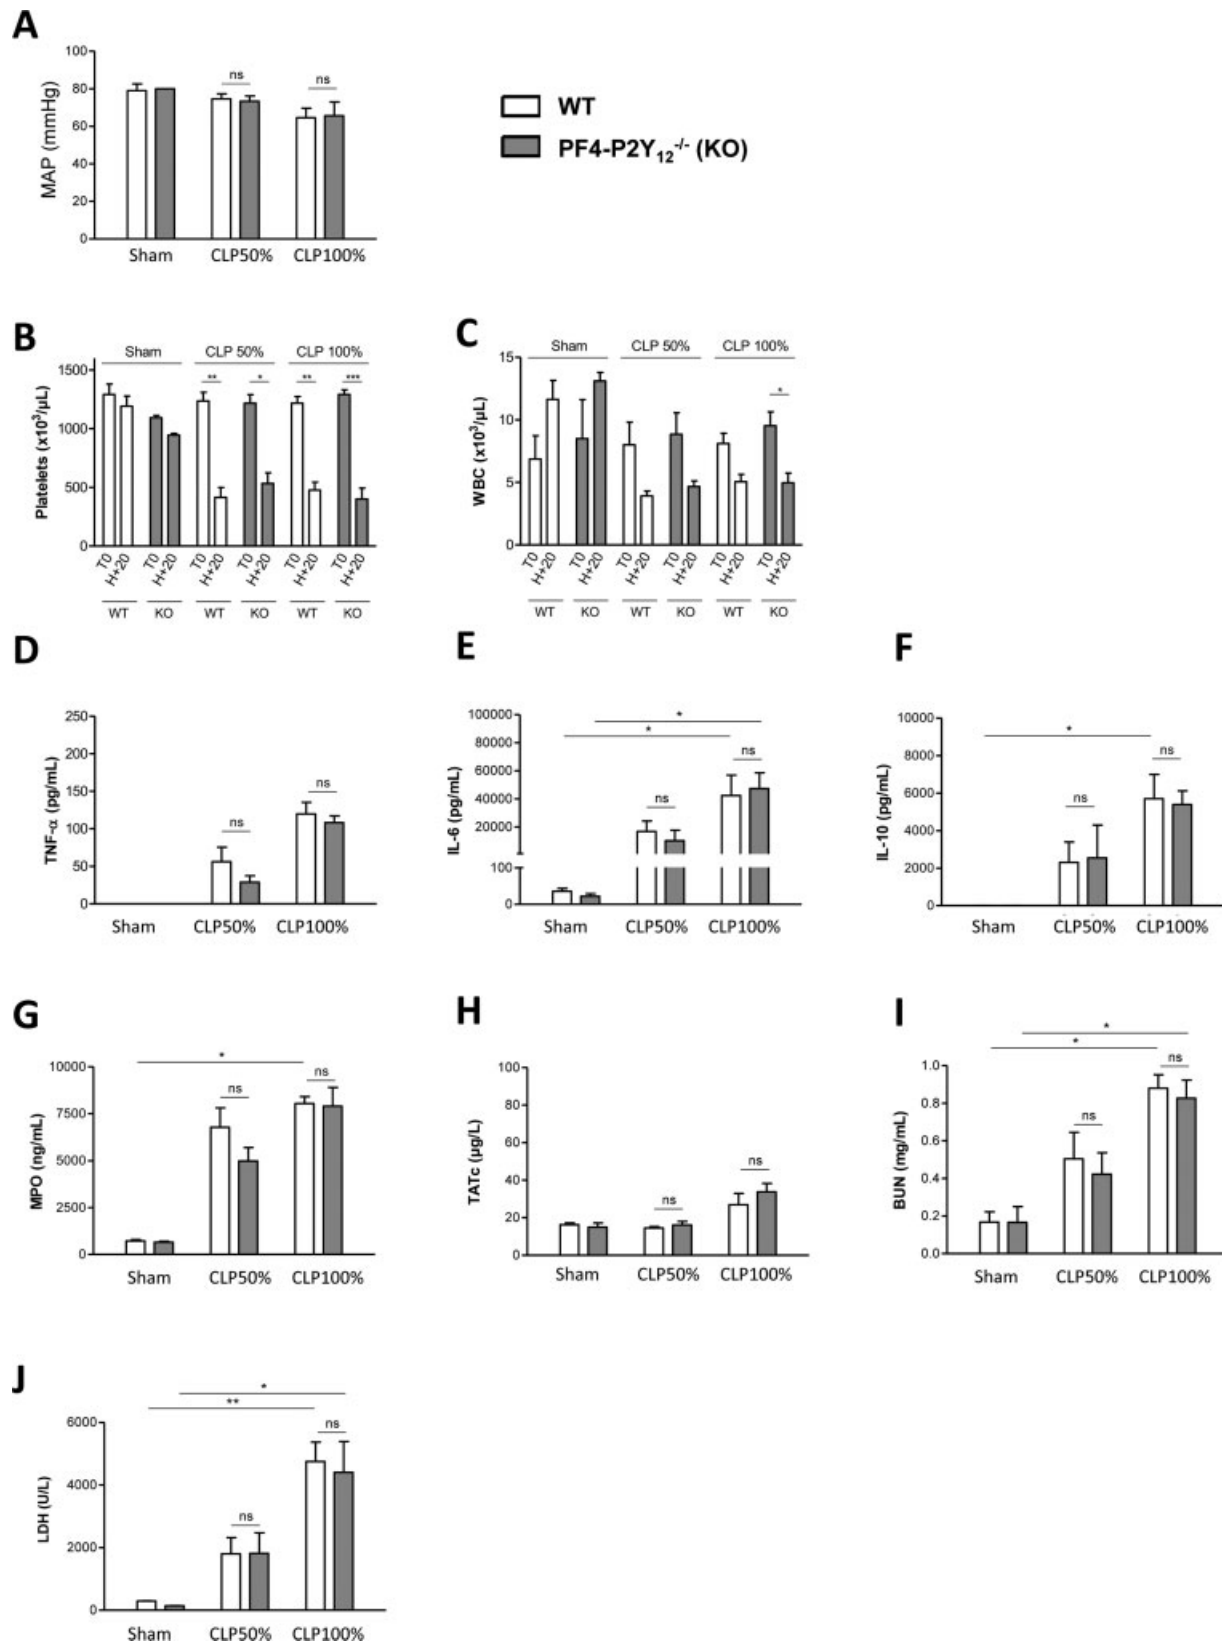 A
MAP (mmHg)
100
80
60
40
20
0
ns
ns
Sham CLP50% CLP100%
WT
PF4-P2Y12-/- (KO)
B
Platelets (x10³/µL)
Sham CLP 50% CLP 100%
1500
1000
500
0
** * ** ***
T0 H+20 T0 H+20 T0 H+20 T0 H+20 T0 H+20 T0 H+20
WT KO WT KO WT KO
C
WBC (x10³/µL)
Sham CLP 50% CLP 100%
15
10
5
0
*
T0 H+20 T0 H+20 T0 H+20 T0 H+20 T0 H+20 T0 H+20
WT KO WT KO WT KO
D
TNF-α (pg/mL)
250
200
150
100
50
0
ns
ns
Sham CLP50% CLP100%
E
IL-6 (pg/mL)
100000
80000
60000
40000
20000
100
0
*
*
ns
ns
Sham CLP50% CLP100%
F
IL-10 (pg/mL)
10000
8000
6000
4000
2000
0
*
ns
ns
Sham CLP50% CLP100%
G
MPO (ng/mL)
10000
7500
5000
2500
0
*
ns
ns
Sham CLP50% CLP100%
H
TATc (µg/L)
100
80
60
40
20
0
ns
ns
Sham CLP50% CLP100%
I
BUN (mg/mL)
1.0
0.8
0.6
0.4
0.2
0.0
*
*
ns
ns
Sham CLP50% CLP100%
J
LDH (U/L)
6000
4000
2000
0
*
**
ns
ns
Sham CLP50% CLP100%